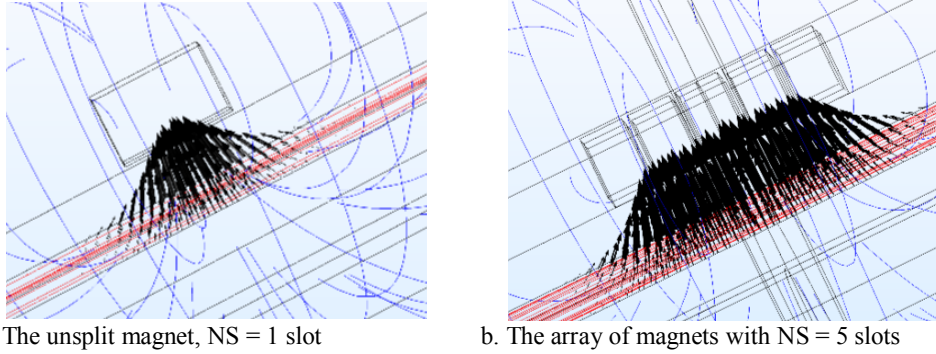 The unsplit magnet, NS = 1 slot
b. The array of magnets with NS = 5 slots